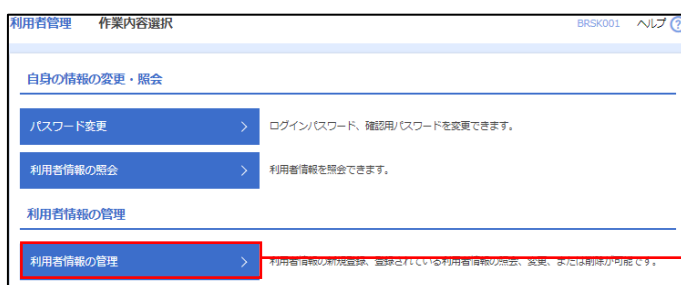 利用者管理 作業内容選択 BRSK001 ヘルプ ?
自身の情報の変更・照会
パスワード変更 > ログインパスワード、確認用パスワードを変更できます。
利用者情報の照会 > 利用者情報を照会できます。
利用者情報の管理
利用者情報の管理 > 利用者情報の新規登録、登録されている利用者情報の照会、変更、または削除が可能です。